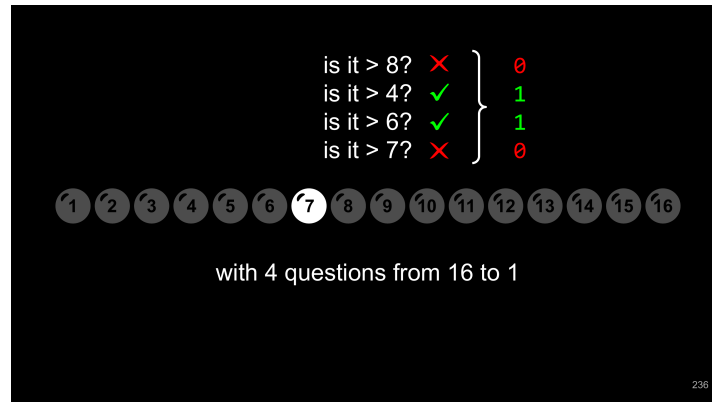 is it > 8? ✗ 0
is it > 4? ✓ 1
is it > 6? ✓ 1
is it > 7? ✗ 0
1 2 3 4 5 6 7 8 9 10 11 12 13 14 15 16
with 4 questions from 16 to 1
236